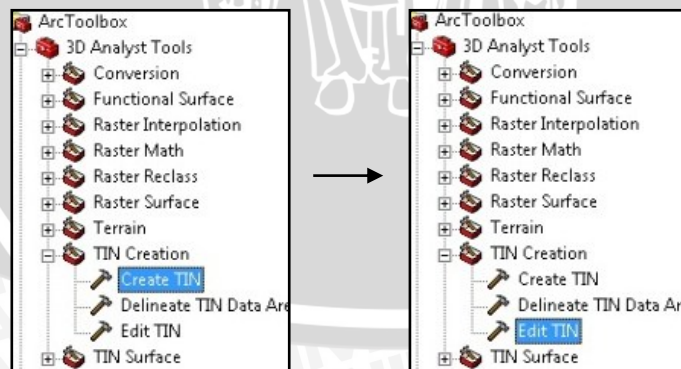 ArcToolbox
3D Analyst Tools
Conversion
Functional Surface
Raster Interpolation
Raster Math
Raster Reclass
Raster Surface
Terrain
TIN Creation
Create TIN
Delineate TIN Data Are
Edit TIN
TIN Surface
ArcToolbox
3D Analyst Tools
Conversion
Functional Surface
Raster Interpolation
Raster Math
Raster Reclass
Raster Surface
Terrain
TIN Creation
Create TIN
Delineate TIN Data Ar
Edit TIN
TIN Surface